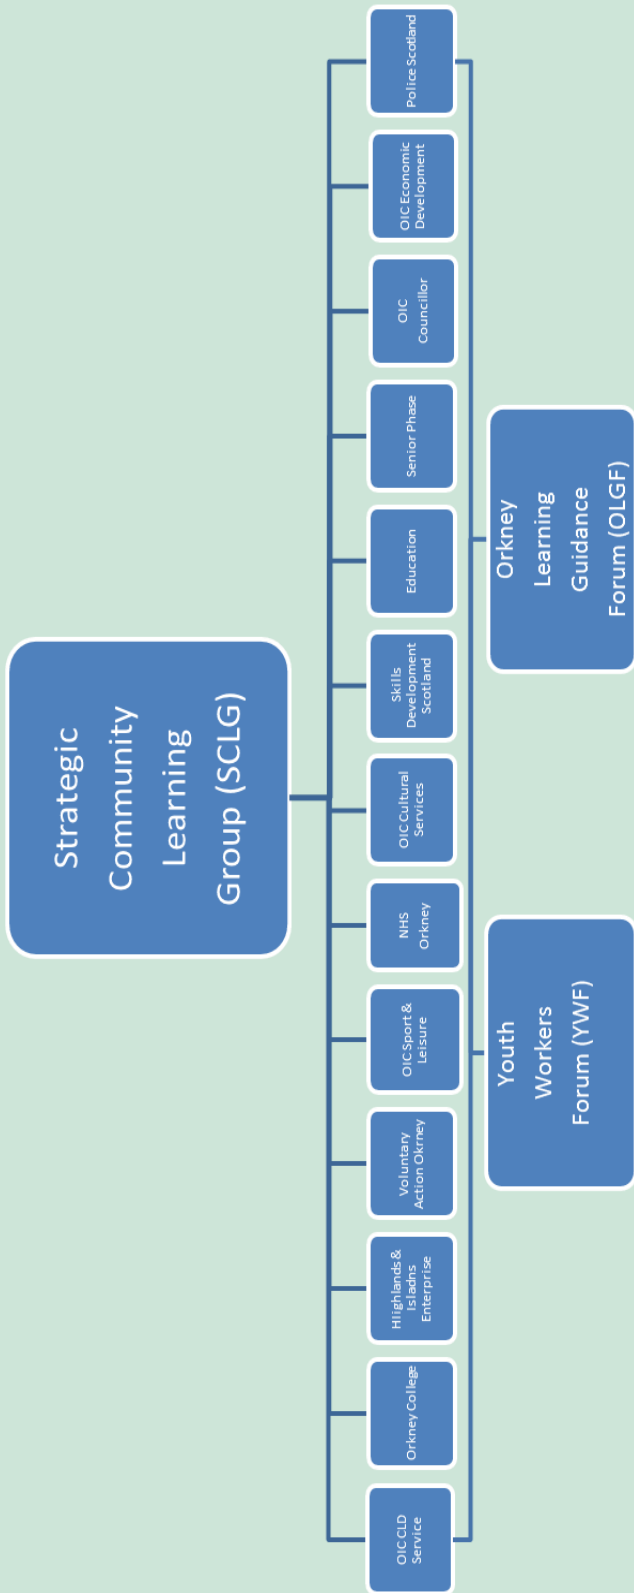 Strategic
Community
Learning
Group (SCLG)
OIC CLD
Service
Orkney College
HIighlands &
Isladns
Enterprise
Voluntary
Action Okrney
OIC Sport &
Leisure
NHS
Orkney
OIC Cultural
Services
Skills
Development
Scotland
Education
Senior Phase
OIC
Councillor
OIC Economic
Development
Police Scotland
Youth
Workers
Forum (YWF)
Orkney
Learning
Guidance
Forum (OLGF)